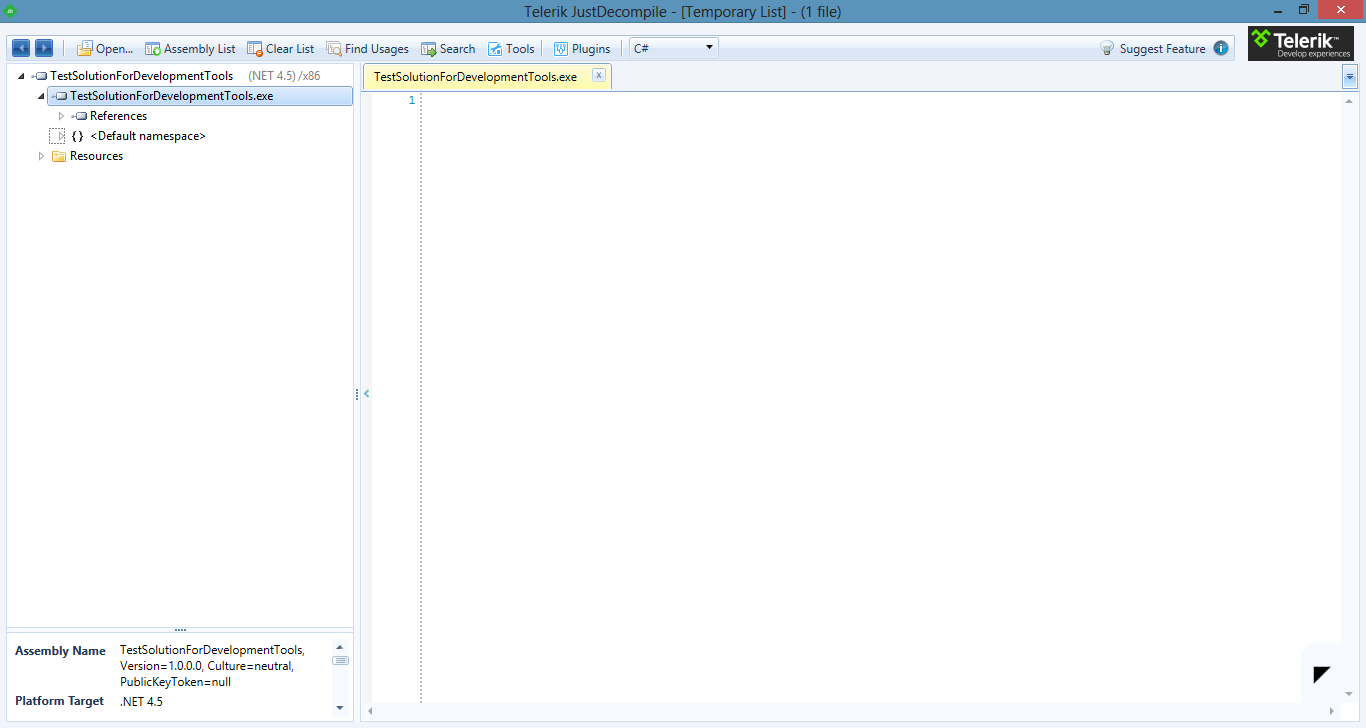 Telerik JustDecompile - [Temporary List] - (1 file)
Open... Assembly List Clear List Find Usages Search Tools Plugins C# Suggest Feature
Telerik™
Develop experiences
TestSolutionForDevelopmentTools (NET 4.5) /x86
TestSolutionForDevelopmentTools.exe
References
{} <Default namespace>
Resources
TestSolutionForDevelopmentTools.exe x
1
Assembly Name TestSolutionForDevelopmentTools,
Version=1.0.0.0, Culture=neutral,
PublicKeyToken=null
Platform Target .NET 4.5